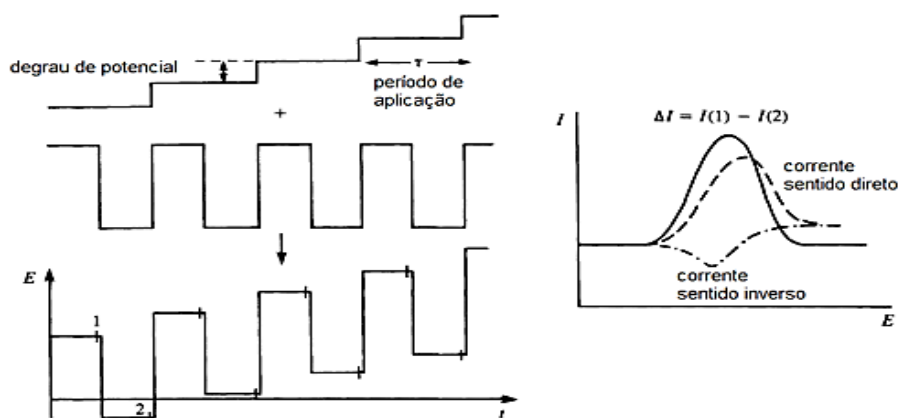 degrau de potencial
τ
período de
aplicação
+
E
1
2
t
I
ΔI = I(1) − I(2)
corrente
sentido direto
corrente
sentido inverso
E